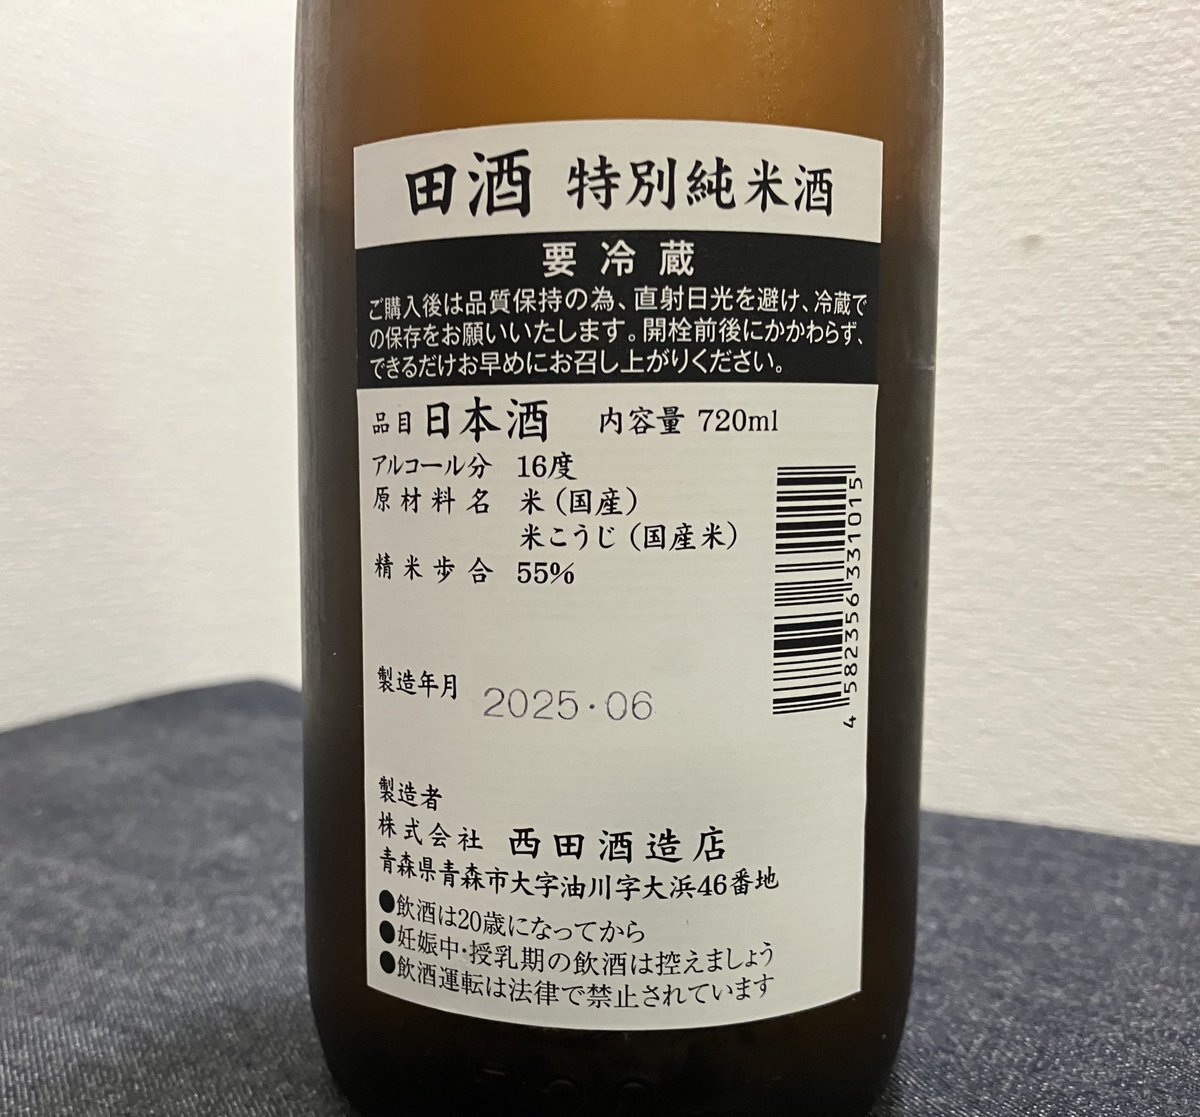 田酒 特別純米酒
要冷蔵
ご購入後は品質保持の為、直射日光を避け、冷蔵で
の保存をお願いいたします。開栓前後にかかわらず、
できるだけお早めにお召し上がりください。
品目 日本酒 内容量 720ml
アルコール分 16度
原材料名 米（国産）
米こうじ（国産米）
精米歩合 55%
4 582356 331015
製造年月 2025・06
製造者
株式会社 西田酒造店
青森県青森市大字油川字大浜46番地
●飲酒は20歳になってから
●妊娠中・授乳期の飲酒は控えましょう
●飲酒運転は法律で禁止されています